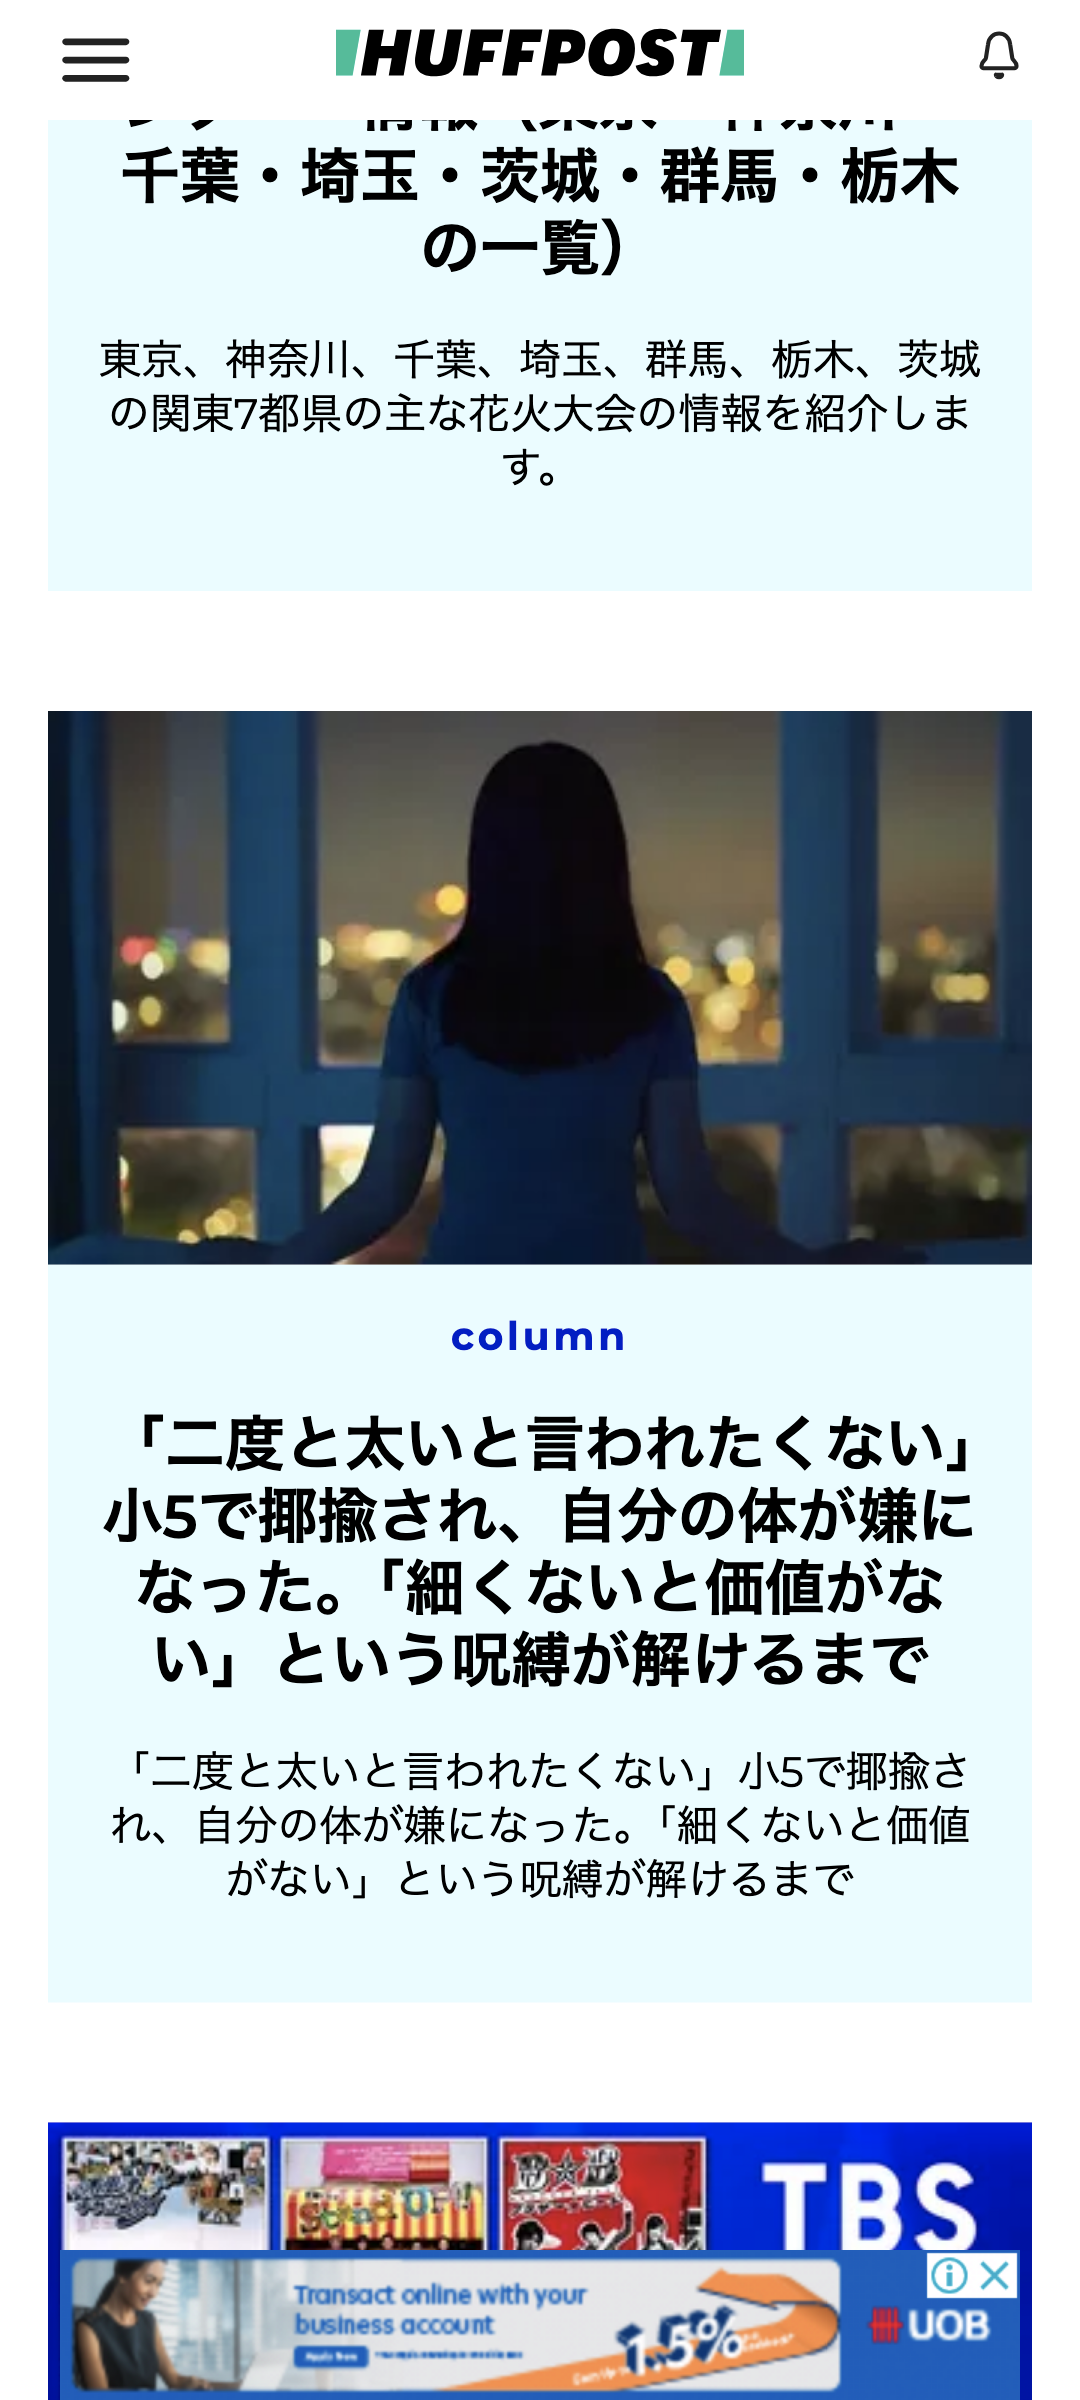 HUFFPOST
千葉・埼玉・茨城・群馬・栃木
の一覧）
東京、神奈川、千葉、埼玉、群馬、栃木、茨城
の関東7都県の主な花火大会の情報を紹介しま
す。
column
「二度と太いと言われたくない」
小5で揶揄され、自分の体が嫌に
なった。「細くないと価値がな
い」という呪縛が解けるまで
「二度と太いと言われたくない」小5で揶揄さ
れ、自分の体が嫌になった。「細くないと価値
がない」という呪縛が解けるまで
TBS
Transact online with your
business account
Apply Now
1.5%
UOB